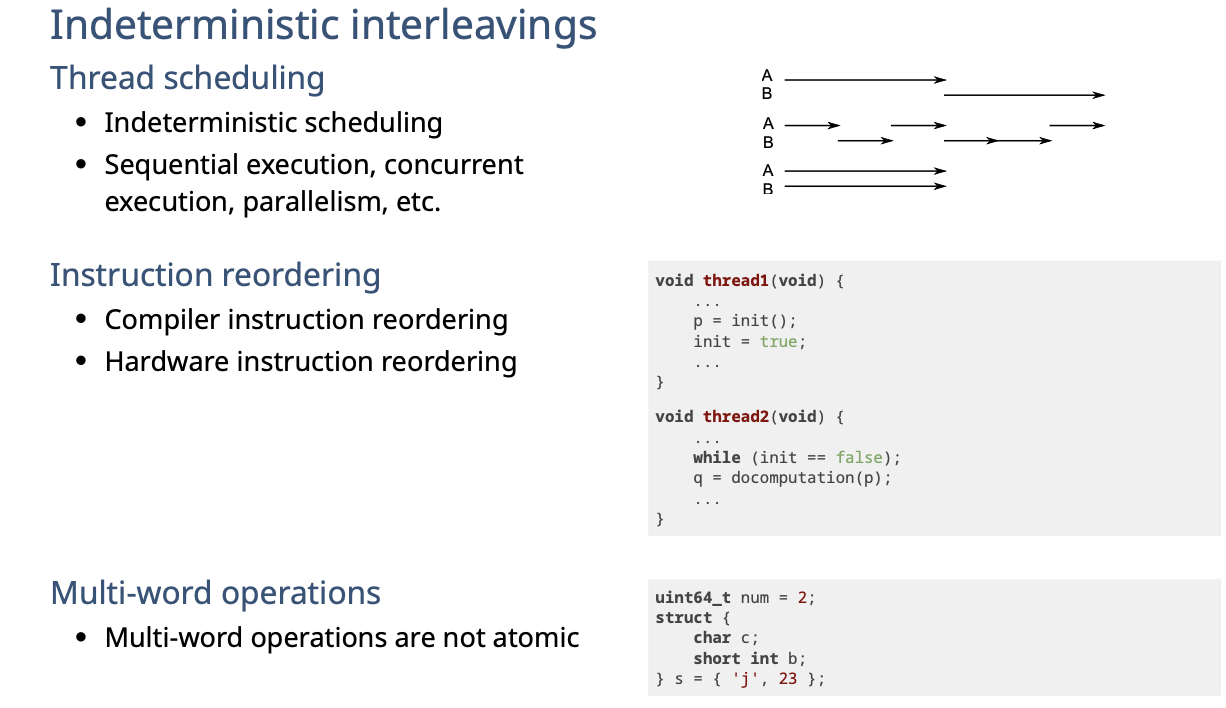 Indeterministic interleavings
Thread scheduling
• Indeterministic scheduling
• Sequential execution, concurrent
execution, parallelism, etc.
A
B
A
B
A
B
Instruction reordering
• Compiler instruction reordering
• Hardware instruction reordering
void thread1(void) {
...
p = init();
init = true;
...
}
void thread2(void) {
...
while (init == false);
q = docomputation(p);
...
}
Multi-word operations
• Multi-word operations are not atomic
uint64_t num = 2;
struct {
char c;
short int b;
} s = { 'j', 23 };